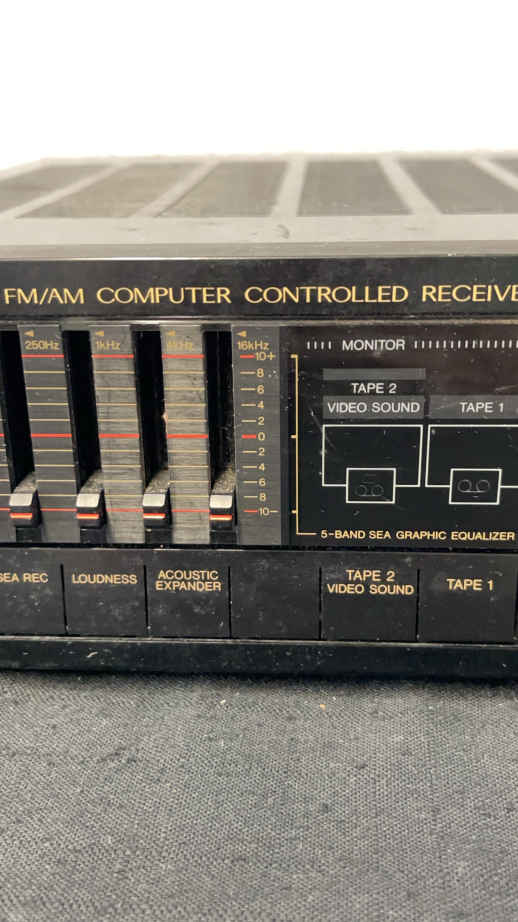 FM/AM COMPUTER CONTROLLED RECEIVE
250Hz 1kHz 4kHz 16kHz
MONITOR
10+
8
6
4
2
0
2
4
6
8
10-
TAPE 2
VIDEO SOUND TAPE 1
5-BAND SEA GRAPHIC EQUALIZER
SEA REC LOUDNESS ACOUSTIC EXPANDER TAPE 2 VIDEO SOUND TAPE 1